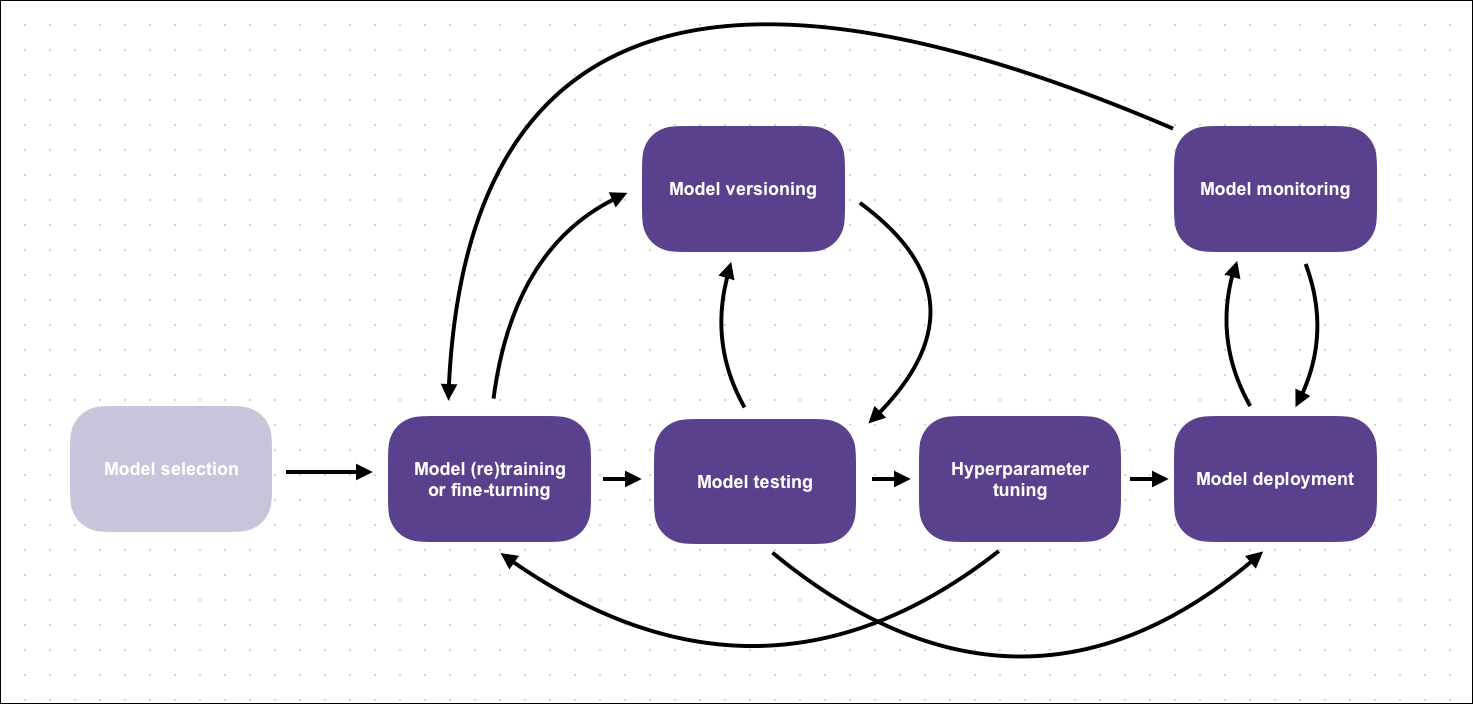 Model versioning
Model monitoring
Model selection
Model (re)training
or fine-turning
Model testing
Hyperparameter
tuning
Model deployment